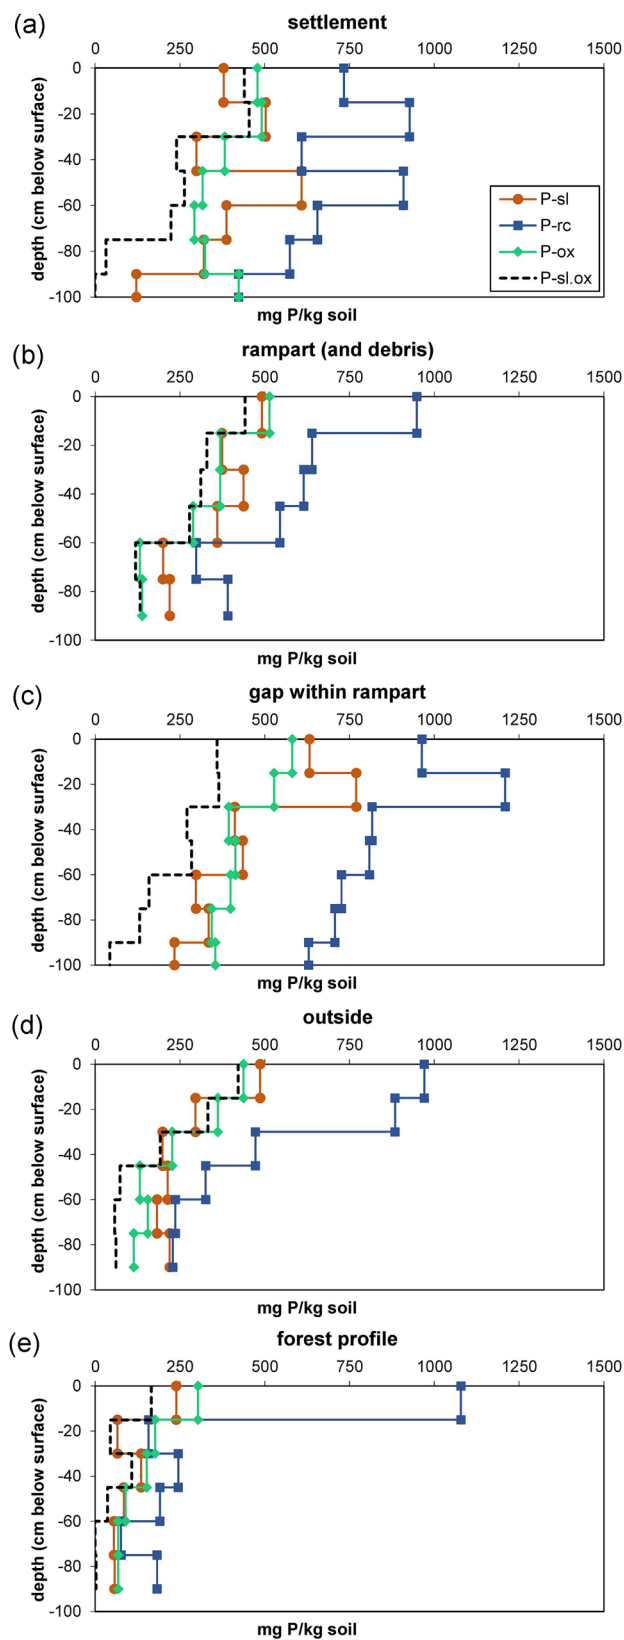 (a)
settlement
0 250 500 750 1000 1250 1500
0
-20
-40
-60
-80
-100
depth (cm below surface)
P-sl
P-rc
P-ox
P-sl.ox
mg P/kg soil
(b)
rampart (and debris)
0 250 500 750 1000 1250 1500
0
-20
-40
-60
-80
-100
depth (cm below surface)
mg P/kg soil
(c)
gap within rampart
0 250 500 750 1000 1250 1500
0
-20
-40
-60
-80
-100
depth (cm below surface)
mg P/kg soil
(d)
outside
0 250 500 750 1000 1250 1500
0
-20
-40
-60
-80
-100
depth (cm below surface)
mg P/kg soil
(e)
forest profile
0 250 500 750 1000 1250 1500
0
-20
-40
-60
-80
-100
depth (cm below surface)
mg P/kg soil